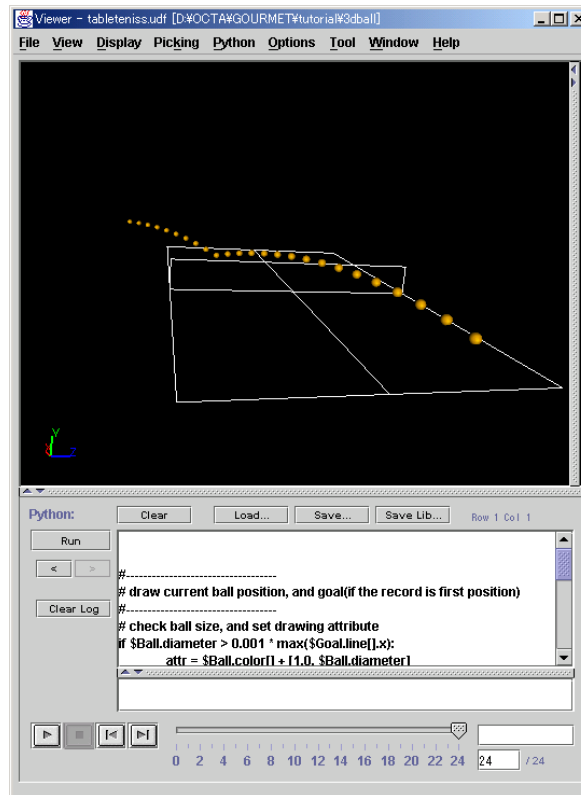 Viewer - tableteniss.udf [D:¥OCTA¥GOURMET¥tutorial¥3dball]
File View Display Picking Python Options Tool Window Help
Y
X Z
Python: Clear Load... Save... Save Lib... Row 1 Col 1
Run
< >
Clear Log
#-----------------------------------
# draw current ball position, and goal(if the record is first position)
#-----------------------------------
# check ball size, and set drawing attribute
if $Ball.diameter > 0.001 * max($Goal.line[].x):
attr = $Ball.color[] + [1.0, $Ball.diameter]
0 2 4 6 8 10 12 14 16 18 20 22 24
24 / 24